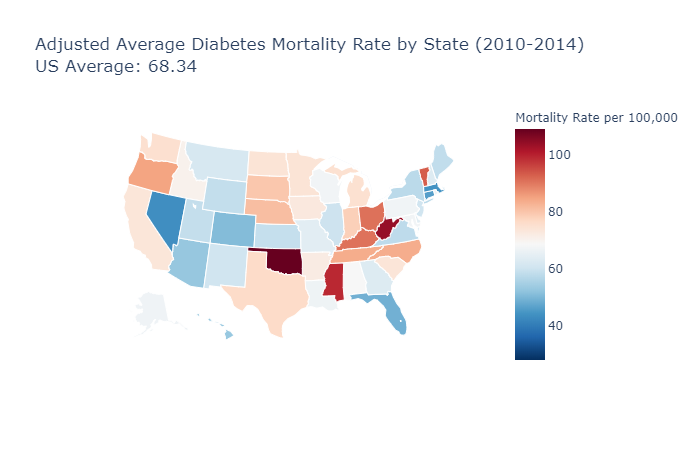 Adjusted Average Diabetes Mortality Rate by State (2010-2014)
US Average: 68.34
Mortality Rate per 100,000
100
80
60
40